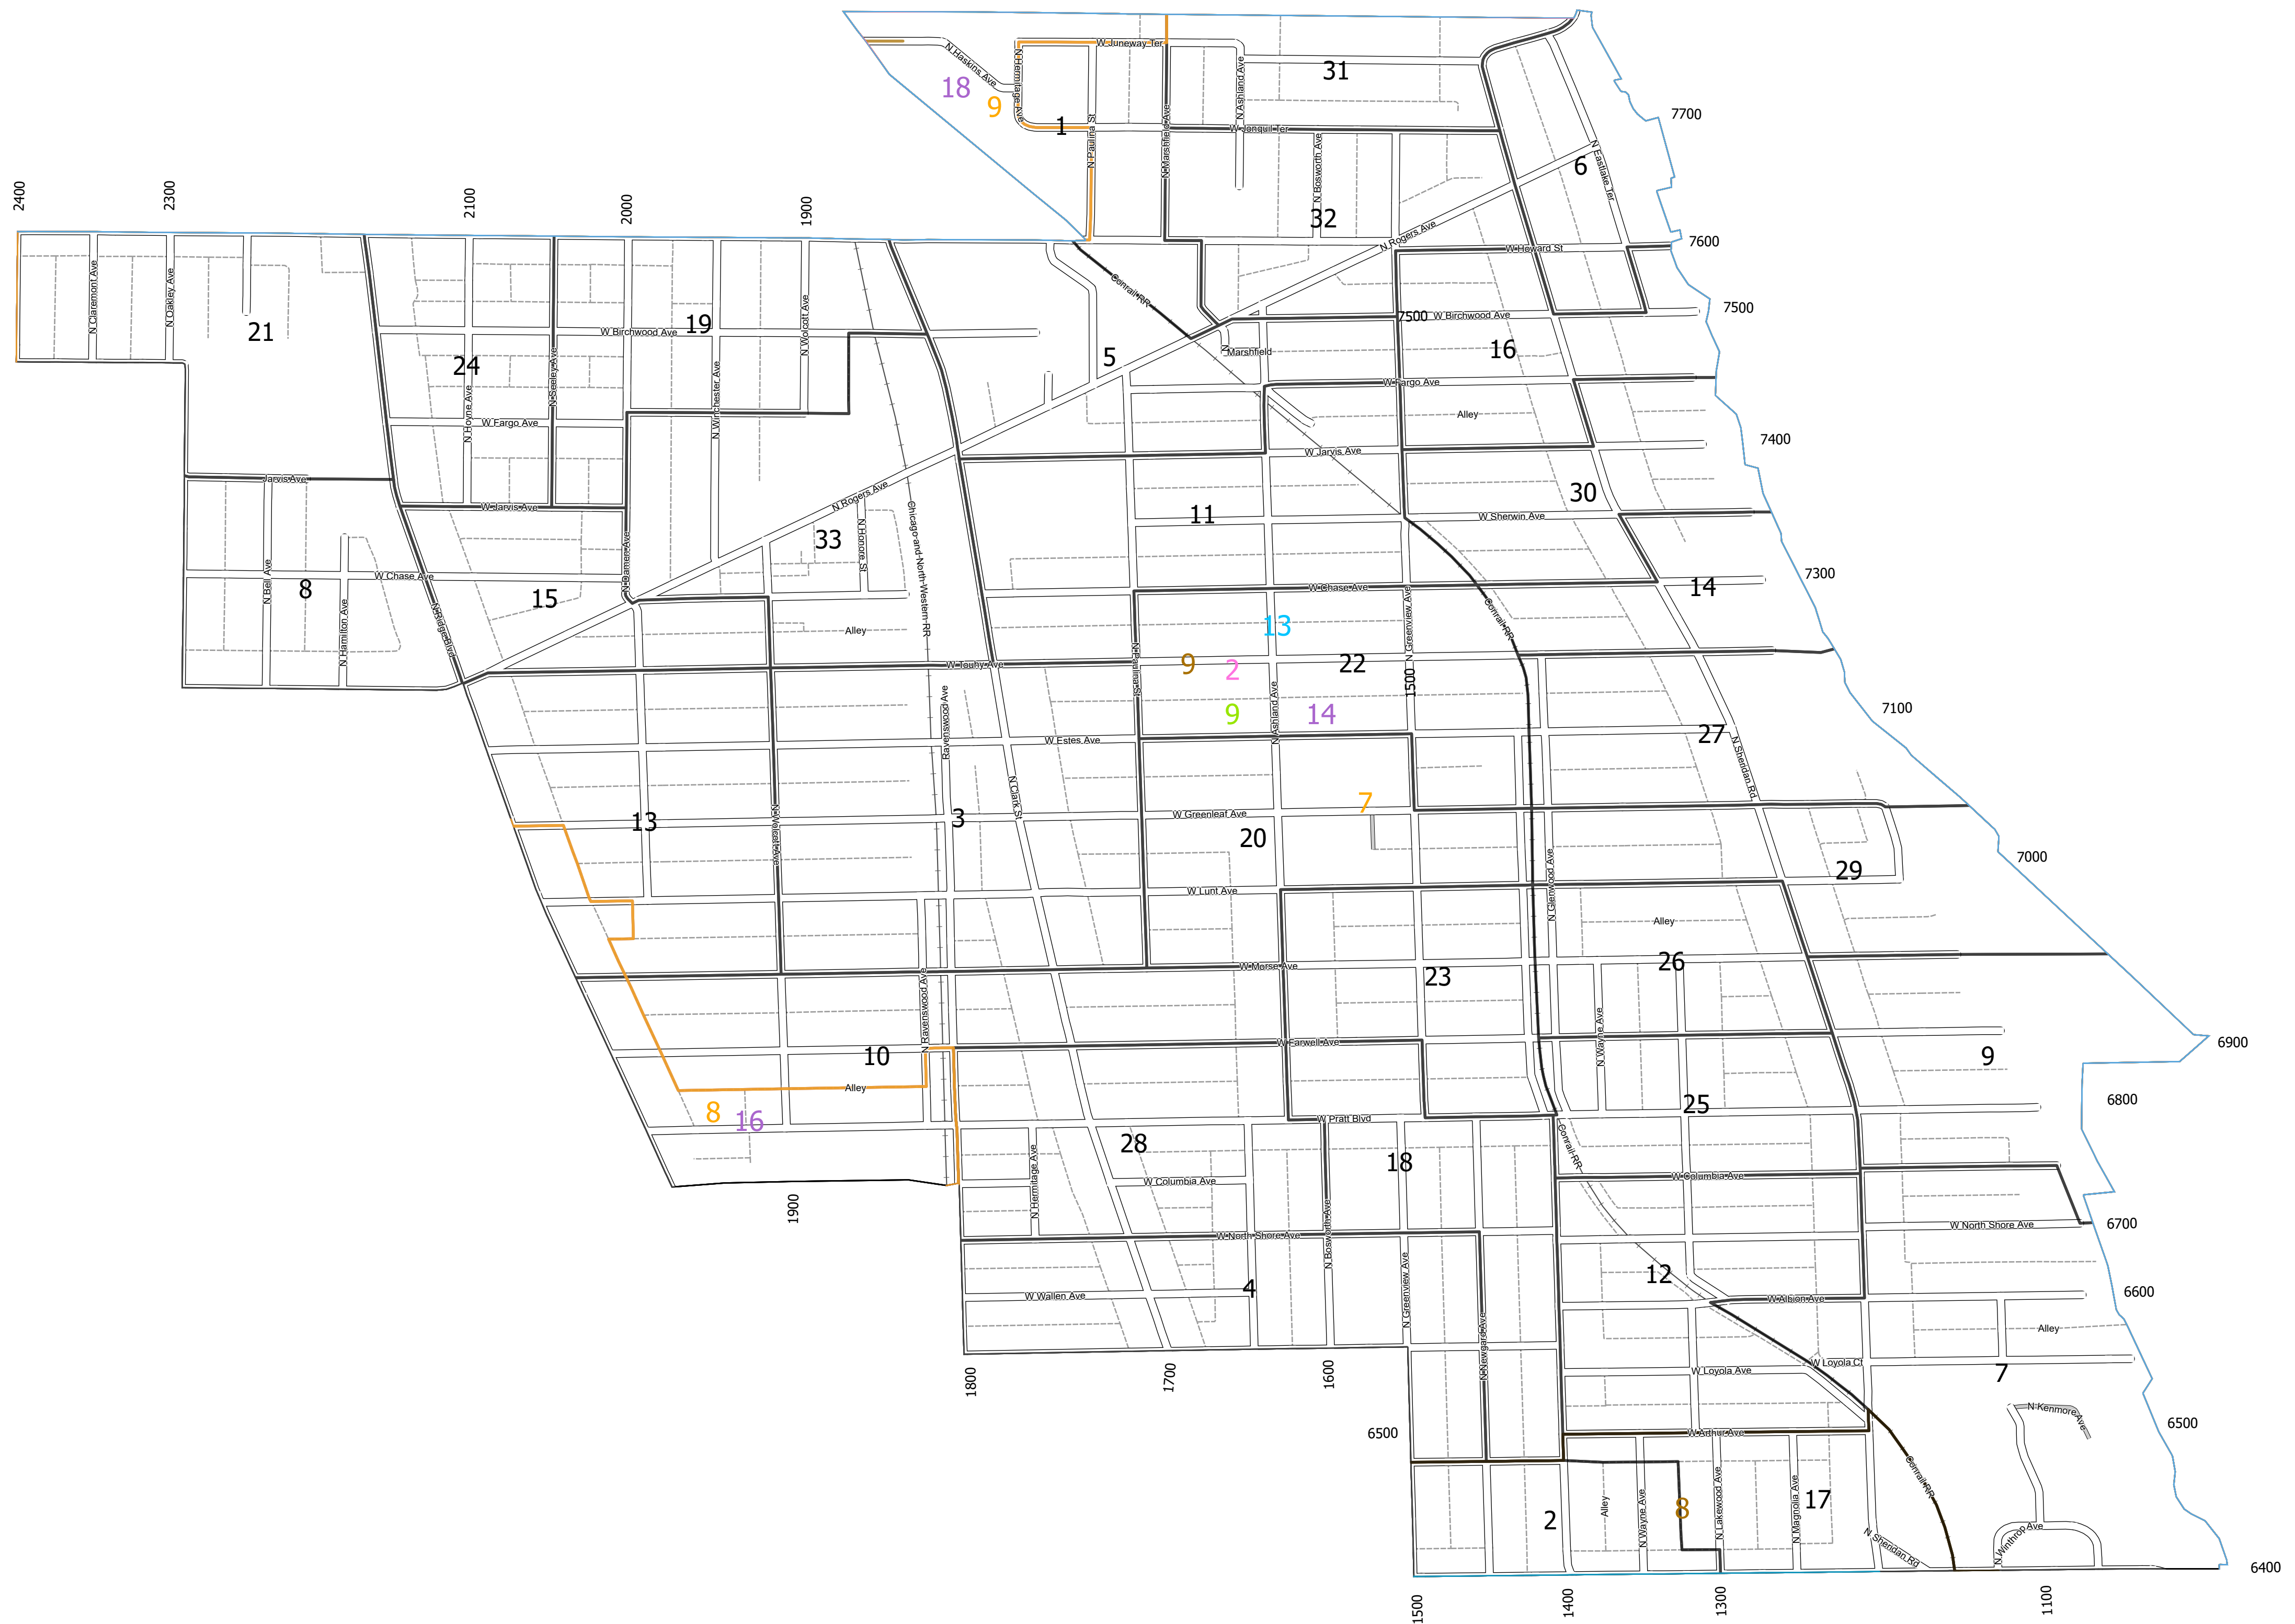 W Juneway Ter
N Haskins Ave
N Hermitage Ave
N Ashland Ave
31
18
9
7700
1
N Paulina St
N Marshfield Ave
W Jonquil Ter
N Bosworth Ave
N Eastlake Ter
6
2400
2300
2100
2000
1900
32
N Rogers Ave
7600
W Howard St
N Claremont Ave
N Oakley Ave
Conrail RR
7500
21
19
W Birchwood Ave
N Wolcott Ave
7500
W Birchwood Ave
N
Marshfield
24
5
16
N Hoyne Ave
N Seeley Ave
N Winchester Ave
W Fargo Ave
W Fargo Ave
Alley
7400
W Jarvis Ave
Jarvis Ave
W Jarvis Ave
N Rogers Ave
30
11
W Sherwin Ave
33
N Honore St
Chicago and North Western RR
N Damen Ave
7300
N Bell Ave
8
W Chase Ave
15
W Chase Ave
14
N Hamilton Ave
N Ridge Blvd
N Greenview Ave
Conrail RR
13
Alley
W Touhy Ave
N Paulina St
9
2
22
1500
7100
Ravenswood Ave
9
14
N Ashland Ave
W Estes Ave
27
N Sheridan Rd
N Clark St
7
13
3
N Wolcott Ave
W Greenleaf Ave
20
7000
29
W Lunt Ave
N Glenwood Ave
Alley
26
W Morse Ave
23
N Ravenswood Ave
N Wayne Ave
6900
10
W Farwell Ave
9
Alley
8
16
6800
25
W Pratt Blvd
28
Conrail RR
18
W Columbia Ave
W Columbia Ave
N Hermitage Ave
N Bosworth Ave
1900
W North Shore Ave
6700
W North Shore Ave
12
4
N Greenview Ave
W Wallen Ave
6600
W Albion Ave
Alley
N Newgard Ave
1800
1700
1600
W Loyola Ave
W Loyola Ct
7
N Kenmore Ave
6500
6500
W Arthur Ave
Conrail RR
2
Alley
N Wayne Ave
8
N Lakewood Ave
N Magnolia Ave
17
N Sheridan Rd
N Winthrop Ave
6400
1500
1400
1300
1100